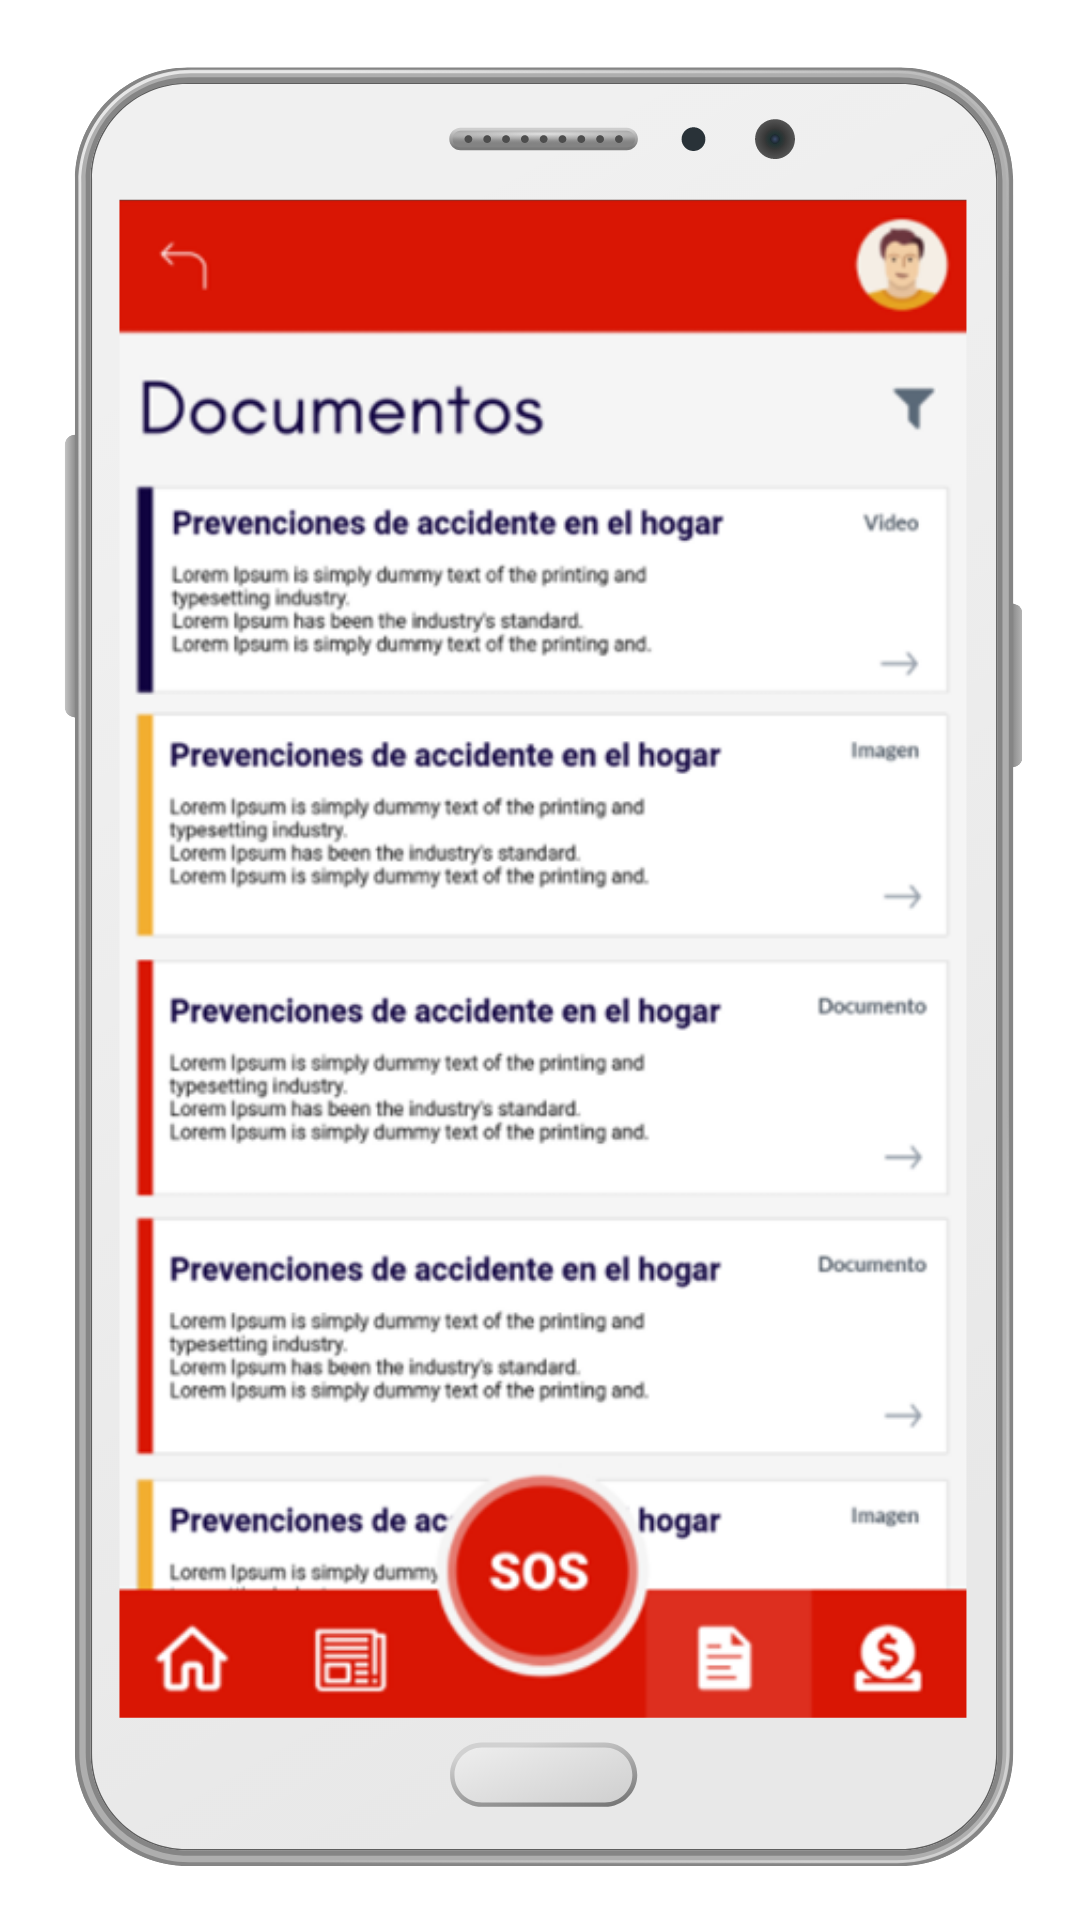 Documentos
Prevenciones de accidente en el hogar
Video
Lorem Ipsum is simply dummy text of the printing and
typesetting industry.
Lorem Ipsum has been the industry's standard.
Lorem Ipsum is simply dummy text of the printing and.
Prevenciones de accidente en el hogar
Imagen
Lorem Ipsum is simply dummy text of the printing and
typesetting industry.
Lorem Ipsum has been the industry's standard.
Lorem Ipsum is simply dummy text of the printing and.
Prevenciones de accidente en el hogar
Documento
Lorem Ipsum is simply dummy text of the printing and
typesetting industry.
Lorem Ipsum has been the industry's standard.
Lorem Ipsum is simply dummy text of the printing and.
Prevenciones de accidente en el hogar
Documento
Lorem Ipsum is simply dummy text of the printing and
typesetting industry.
Lorem Ipsum has been the industry's standard.
Lorem Ipsum is simply dummy text of the printing and.
Prevenciones de hogar
Imagen
Lorem Ipsum is simply dummy
SOS
$